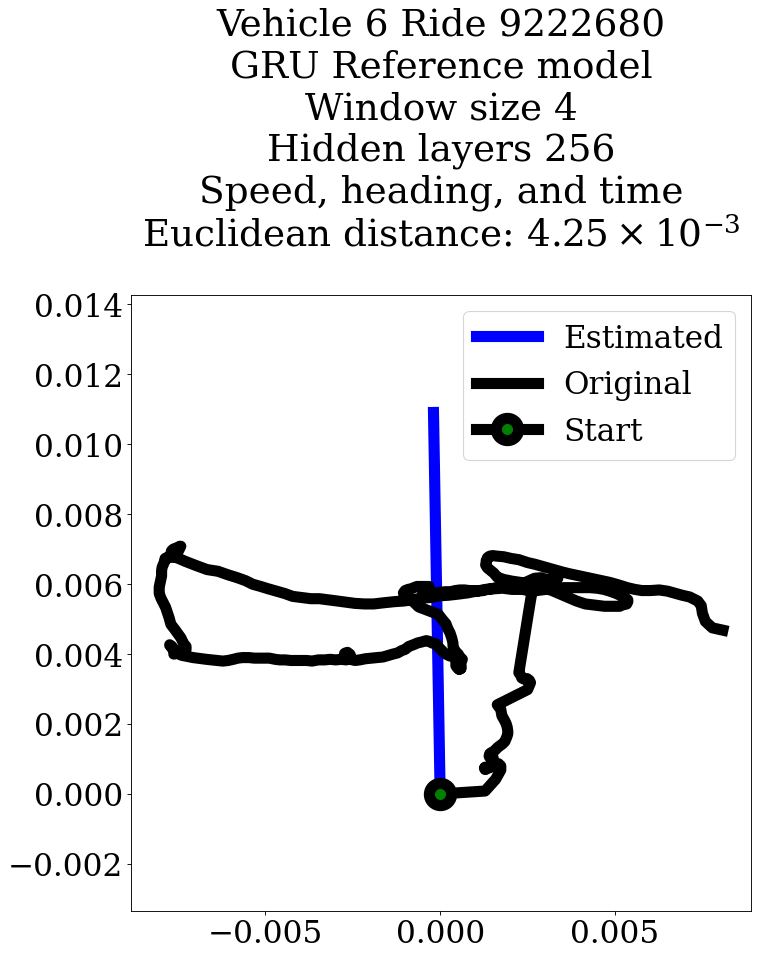 Vehicle 6 Ride 9222680
GRU Reference model
Window size 4
Hidden layers 256
Speed, heading, and time
Euclidean distance: 4.25 × 10⁻³
0.014
0.012
0.010
0.008
0.006
0.004
0.002
0.000
−0.002
Estimated
Original
Start
−0.005
0.000
0.005